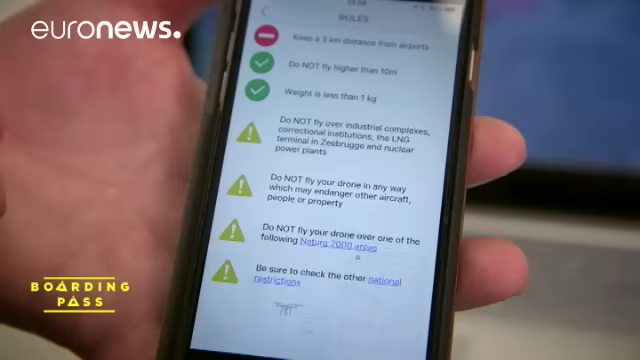 euronews.
RULES
Keep a 3 km distance from airports
Do NOT fly higher than 10m
Weight is less than 1 kg
Do NOT fly over industrial complexes,
correctional institutions, the LNG
terminal in Zeebrugge and nuclear
power plants
Do NOT fly your drone in any way
which may endanger other aircraft,
people or property
Do NOT fly your drone over one of the
following Natura 2000 areas
Be sure to check the other national
restrictions
BOARDING
PASS